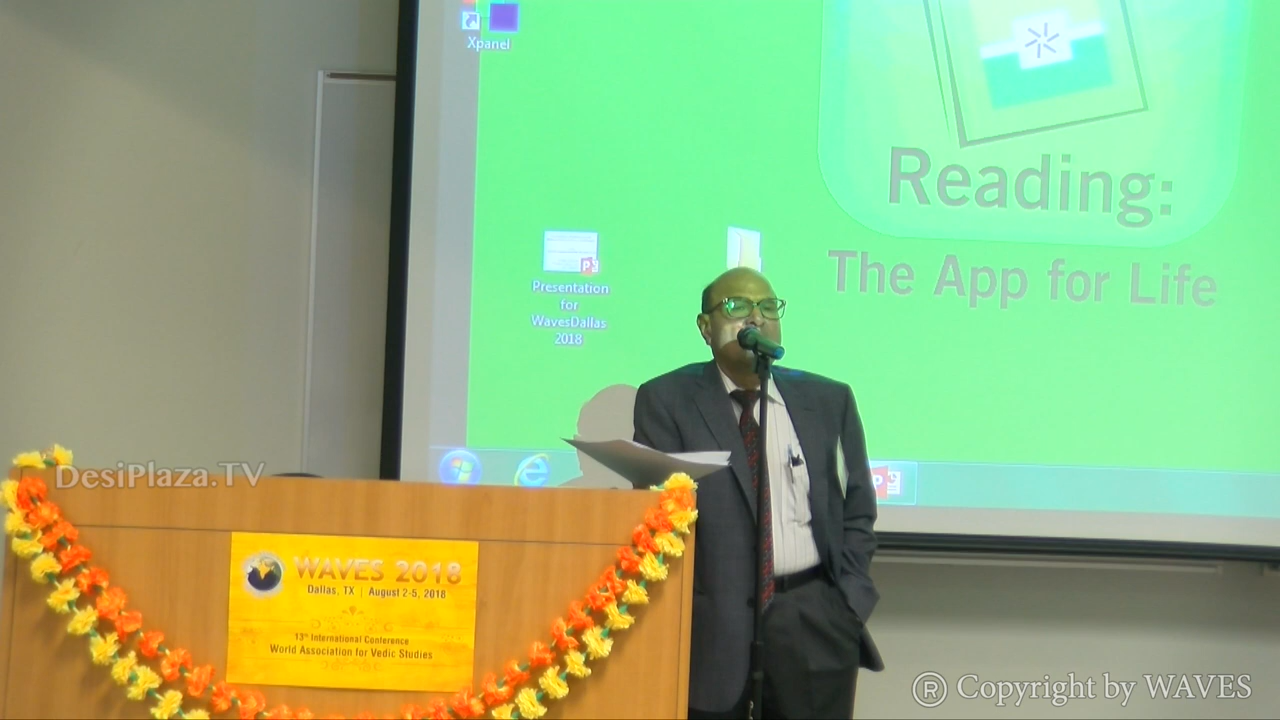 Xpanel
Reading:
The App for Life
Presentation
for
WavesDallas
2018
DesiPlaza.TV
WAVES 2018
Dallas, TX | August 2-5, 2018
13th International Conference
World Association for Vedic Studies
® Copyright by WAVES